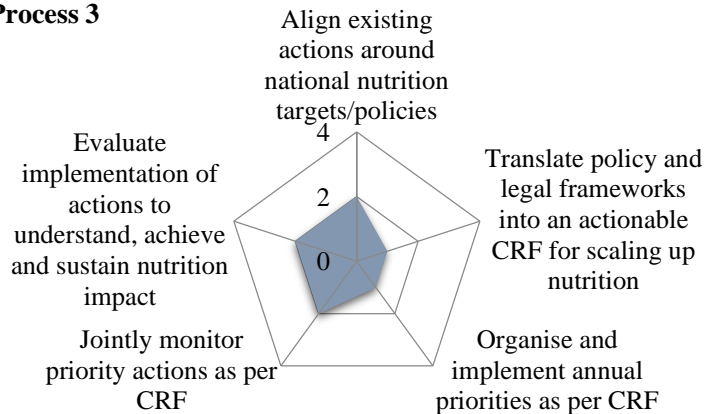 Process 3
Align existing
actions around
national nutrition
targets/policies
4
2
0
Translate policy and
legal frameworks
into an actionable
CRF for scaling up
nutrition
Organise and
implement annual
priorities as per CRF
Jointly monitor
priority actions as per
CRF
Evaluate
implementation of
actions to
understand, achieve
and sustain nutrition
impact